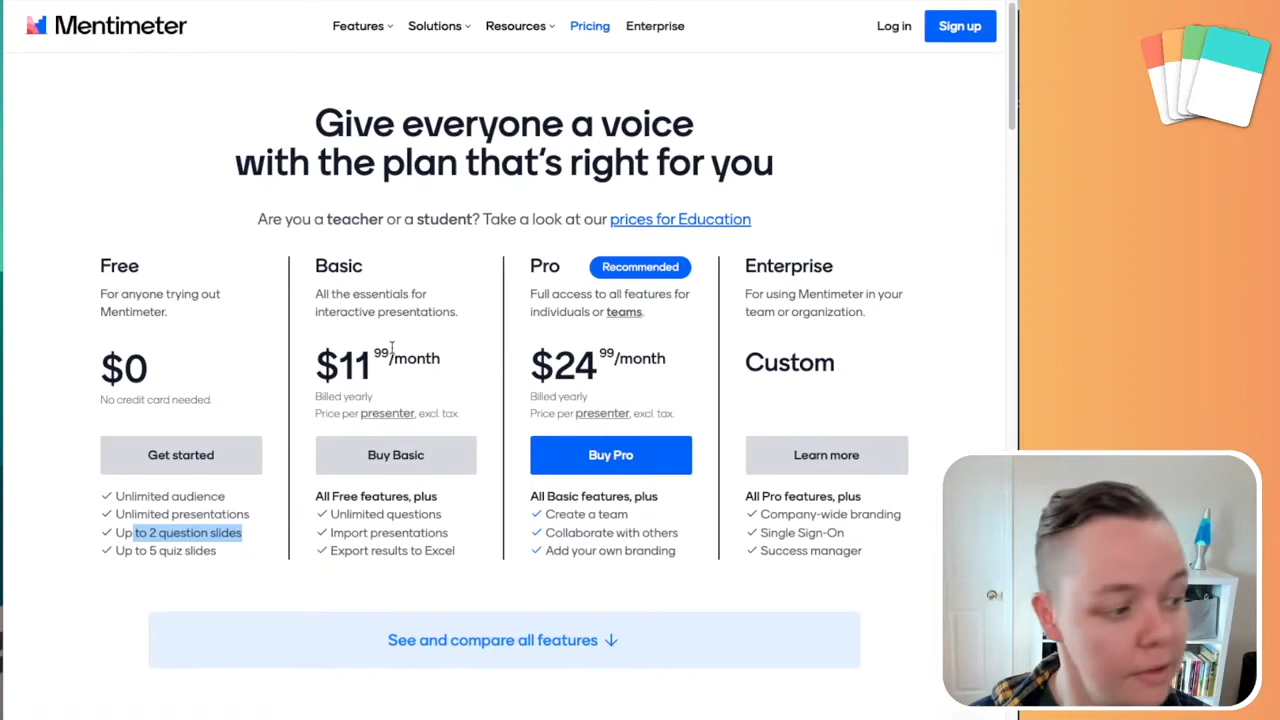 Mentimeter
Features
Solutions
Resources
Pricing
Enterprise
Log in
Sign up
Give everyone a voice
with the plan that's right for you
Are you a teacher or a student? Take a look at our prices for Education
Free
For anyone trying out
Mentimeter.
$0
No credit card needed.
Get started
Unlimited audience
Unlimited presentations
Up to 2 question slides
Up to 5 quiz slides
Basic
All the essentials for
interactive presentations.
$11 99/month
Billed yearly
Price per presenter, excl. tax.
Buy Basic
All Free features, plus
Unlimited questions
Import presentations
Export results to Excel
Pro
Recommended
Full access to all features for
individuals or teams.
$24 99/month
Billed yearly
Price per presenter, excl. tax.
Buy Pro
All Basic features, plus
Create a team
Collaborate with others
Add your own branding
Enterprise
For using Mentimeter in your
team or organization.
Custom
Learn more
All Pro features, plus
Company-wide branding
Single Sign-On
Success manager
See and compare all features